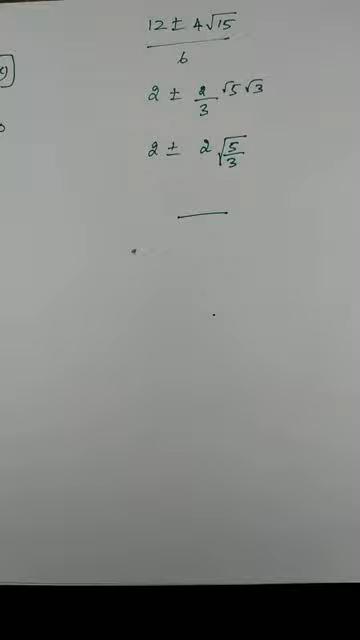 12 ± 4√15
6
2 ± 2/3 √5 √3
2 ± 2 √5/3